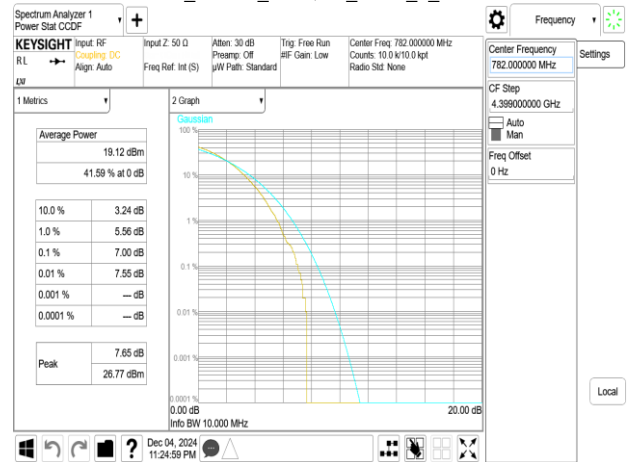 Spectrum Analyzer 1
Power Stat CCDF
Frequency
KEYSIGHT
RL
Input: RF
Coupling: DC
Align: Auto
Input Z: 50 Ω
Freq Ref: Int (S)
Atten: 30 dB
Preamp: Off
µW Path: Standard
Trig: Free Run
#IF Gain: Low
Center Freq: 782.000000 MHz
Counts: 10.0 k/10.0 kpt
Radio Std: None
LXI
Center Frequency
782.000000 MHz
Settings
CF Step
4.399000000 GHz
Auto
Man
Freq Offset
0 Hz
1 Metrics
2 Graph
Average Power
19.12 dBm
41.59 % at 0 dB
10.0 % 3.24 dB
1.0 % 5.56 dB
0.1 % 7.00 dB
0.01 % 7.55 dB
0.001 % --- dB
0.0001 % --- dB
Peak
7.65 dB
26.77 dBm
Gaussian
100 %
10 %
1 %
0.1 %
0.01 %
0.001 %
0.0001 %
0.00 dB 20.00 dB
Info BW 10.000 MHz
Local
?
Dec 04, 2024
11:24:59 PM